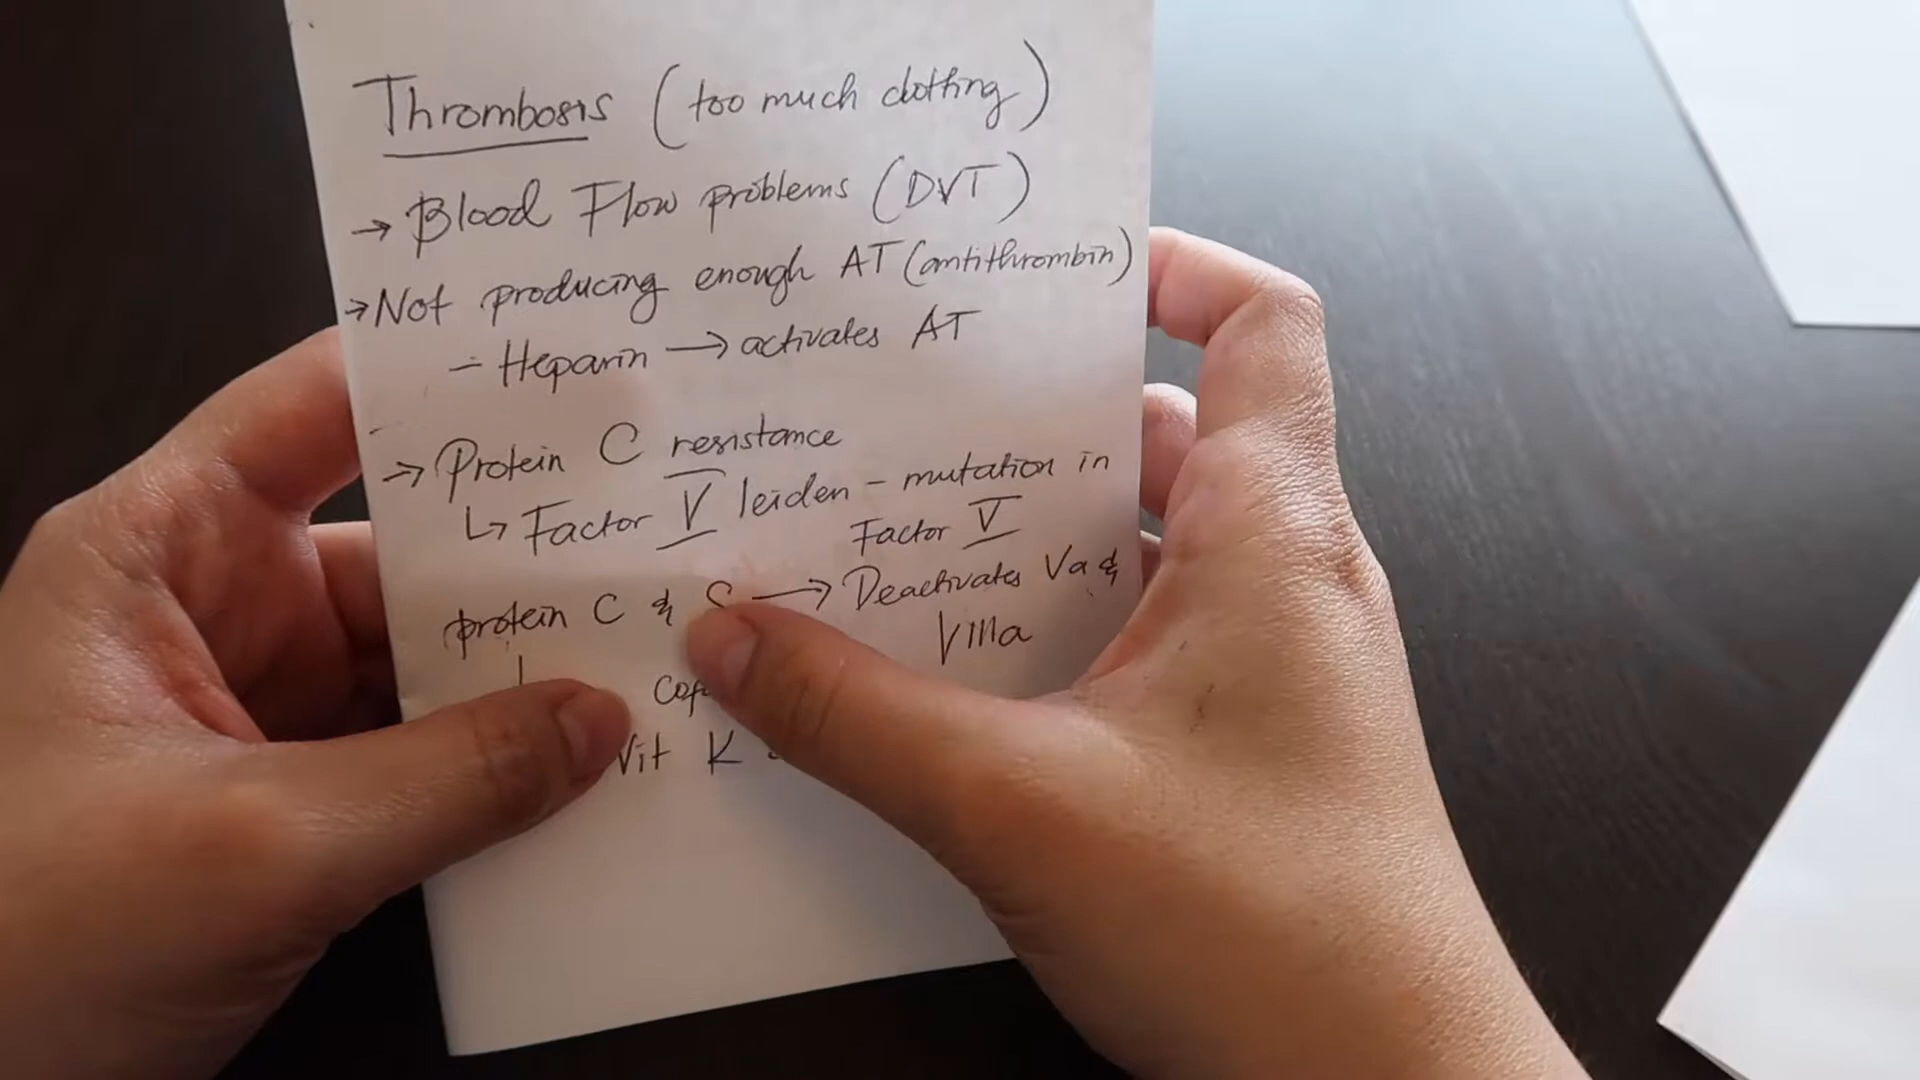 Thrombosis (too much clotting)
→ Blood Flow problems (DVT)
→ Not producing enough AT (antithrombin)
- Heparin → activates AT
→ Protein C resistance
↳ Factor V leiden - mutation in
Factor V
protein C & S → Deactivates Va &
VIIIa
Vit K